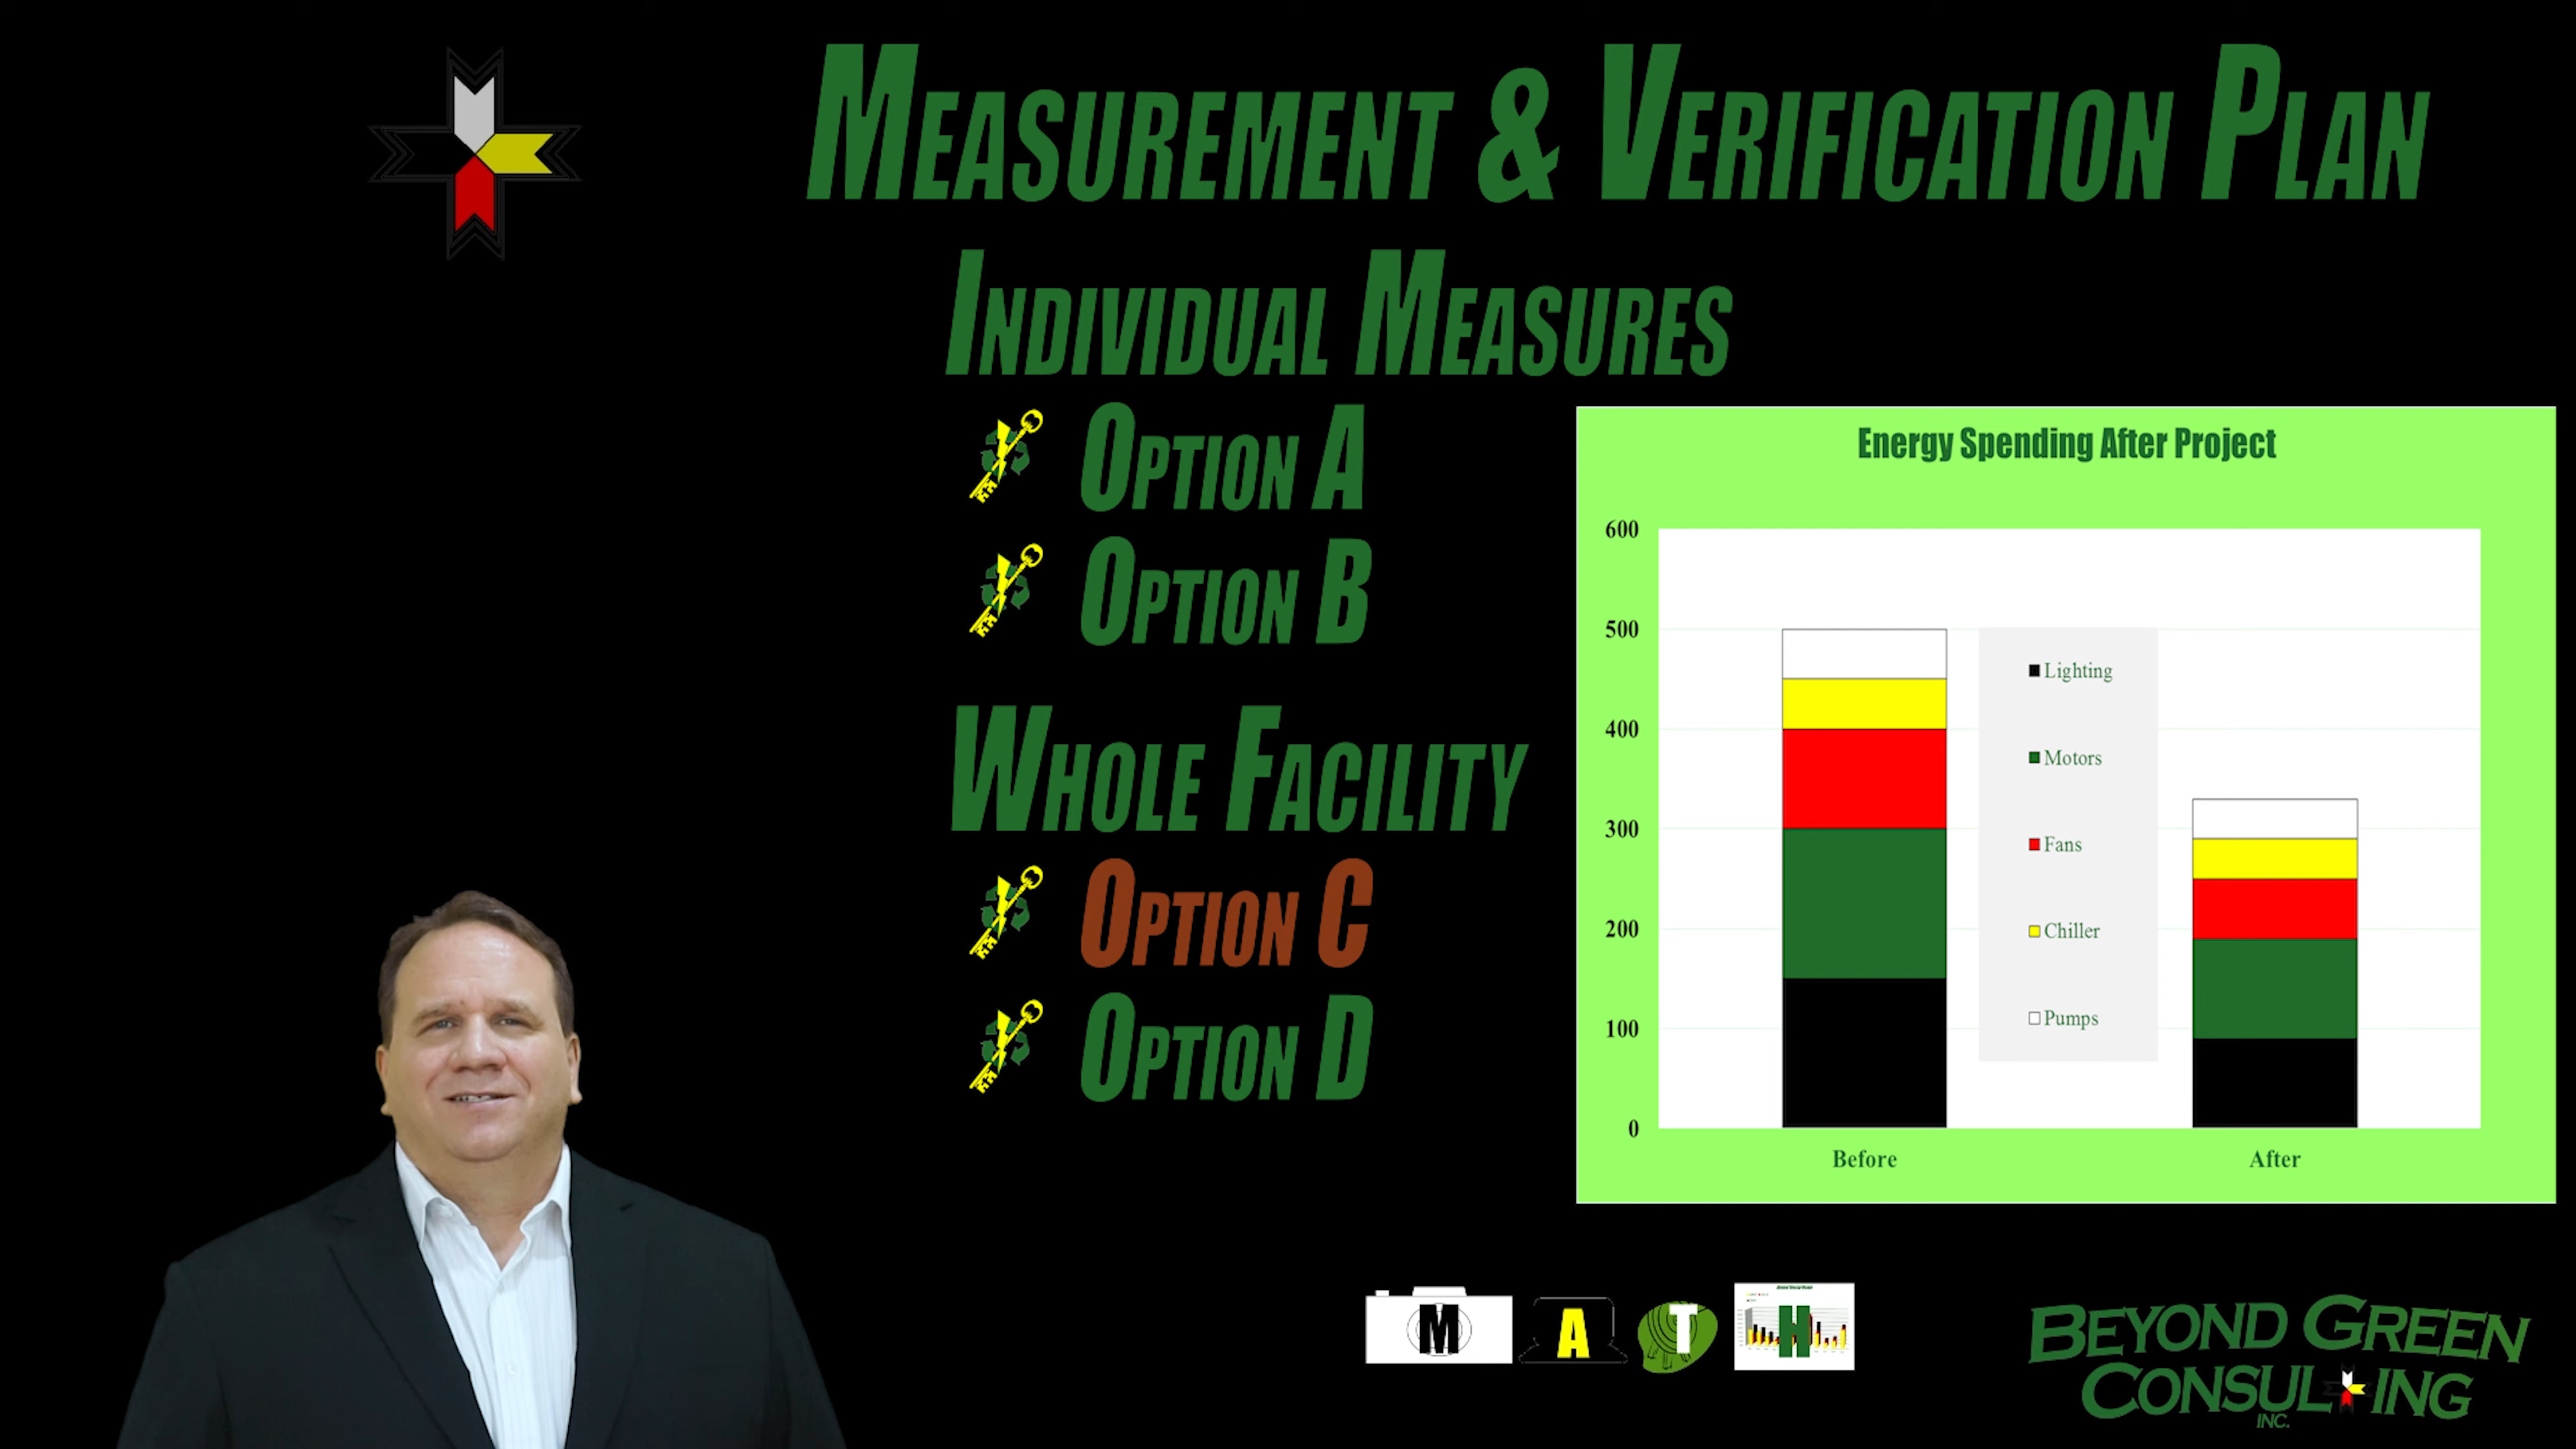 MEASUREMENT & VERIFICATION PLAN
INDIVIDUAL MEASURES
OPTION A
OPTION B
WHOLE FACILITY
OPTION C
OPTION D
Energy Spending After Project
600
500
400
300
200
100
0
Lighting
Motors
Fans
Chiller
Pumps
Before
After
M A T H
BEYOND GREEN
CONSULTING
INC.